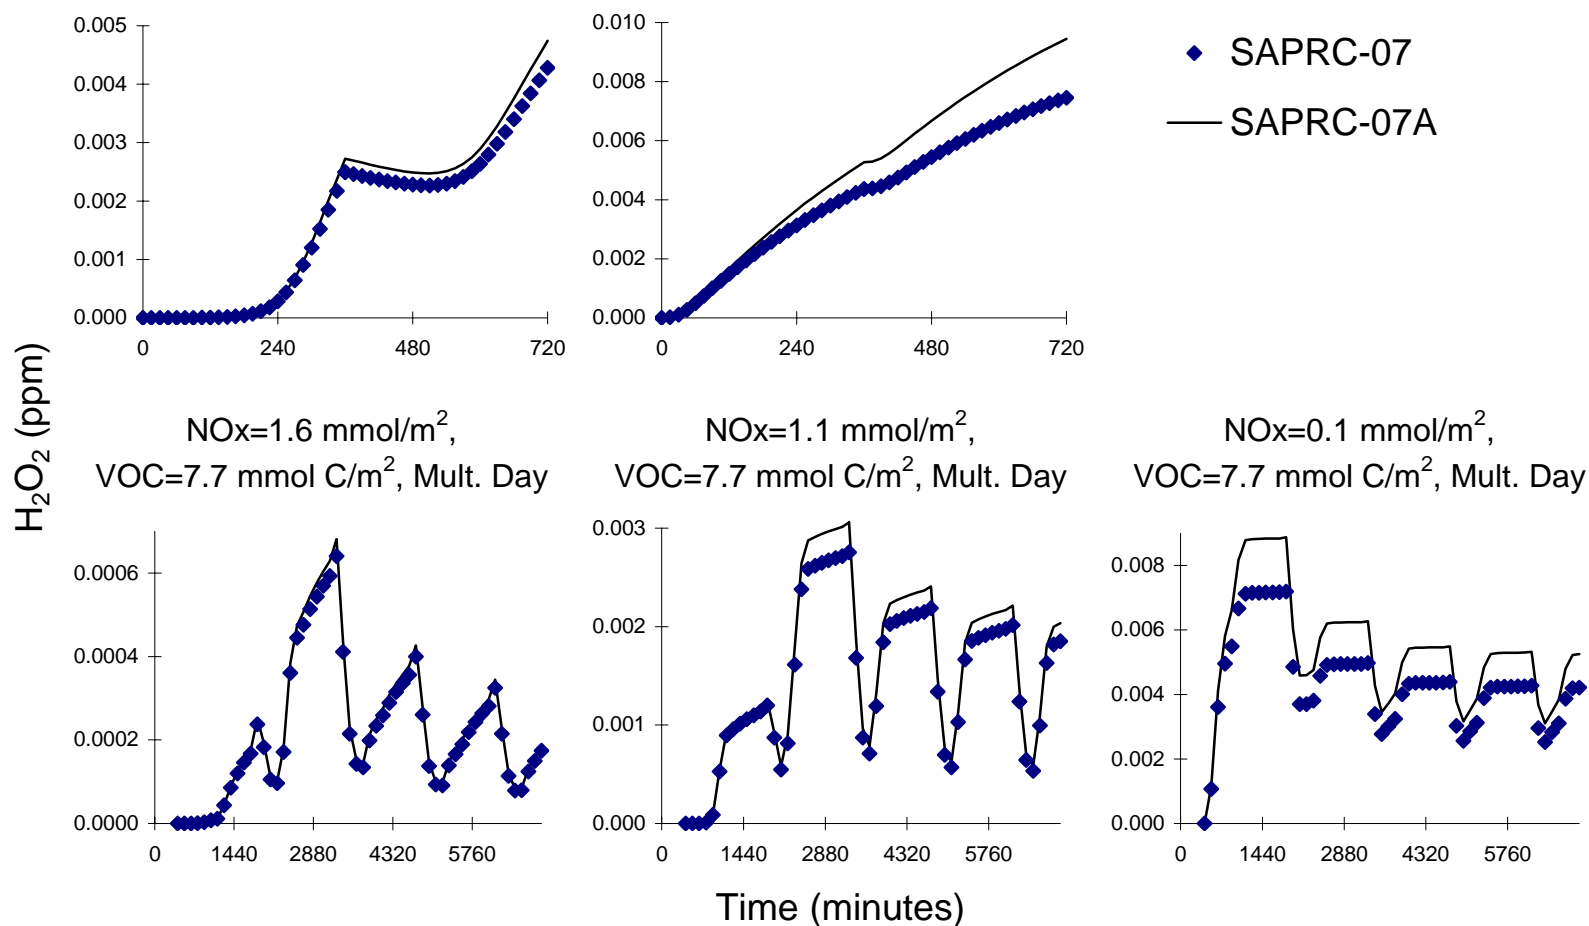 0.005
0.004
0.003
0.002
0.001
0.000
0 240 480 720
0.010
0.008
0.006
0.004
0.002
0.000
0 240 480 720
SAPRC-07
SAPRC-07A
H₂O₂ (ppm)
NOx=1.6 mmol/m²,
VOC=7.7 mmol C/m², Mult. Day
0.0006
0.0004
0.0002
0.0000
0 1440 2880 4320 5760
NOx=1.1 mmol/m²,
VOC=7.7 mmol C/m², Mult. Day
0.003
0.002
0.001
0.000
0 1440 2880 4320 5760
NOx=0.1 mmol/m²,
VOC=7.7 mmol C/m², Mult. Day
0.008
0.006
0.004
0.002
0.000
0 1440 2880 4320 5760
Time (minutes)